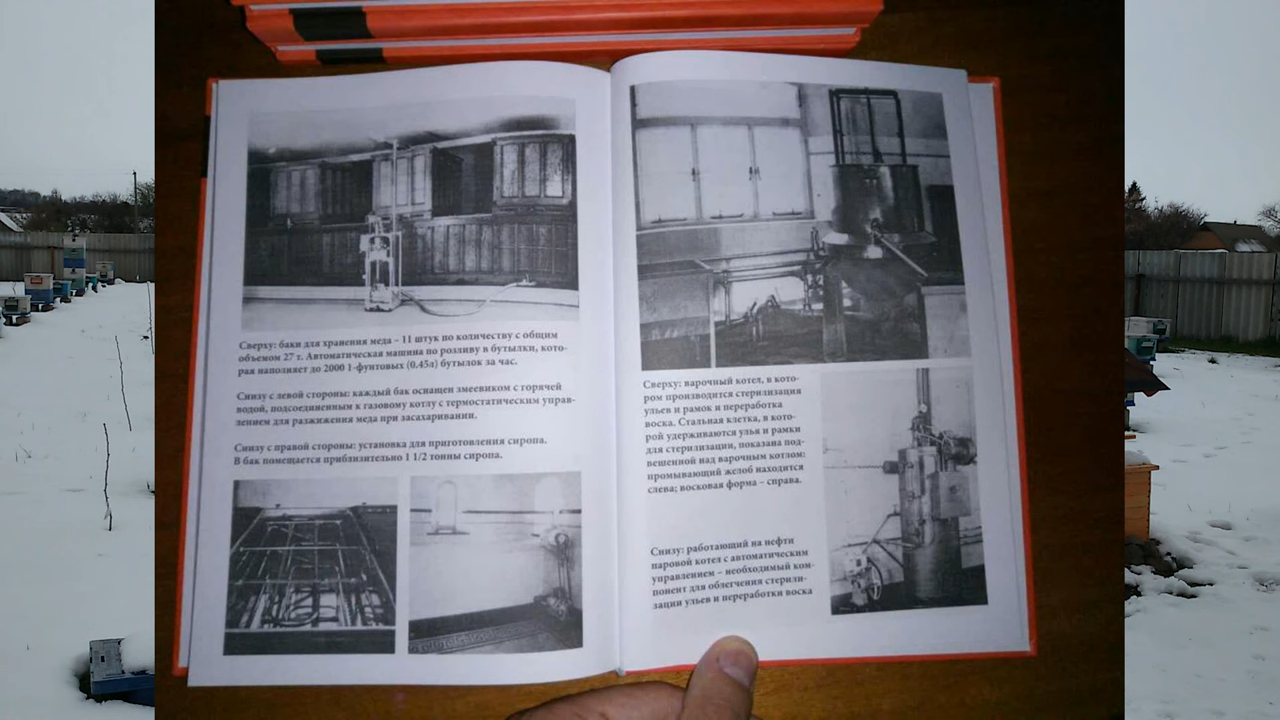 Сверху: баки для хранения меда – 11 штук по количеству с общим
объемом 27 т. Автоматическая машина по розливу в бутылки, кото-
рая наполняет до 2000 1-фунтовых (0.45л) бутылок за час.
Снизу с левой стороны: каждый бак оснащен змеевиком с горячей
водой, подсоединенным к газовому котлу с термостатическим управ-
лением для разжижения меда при засахаривании.
Снизу с правой стороны: установка для приготовления сиропа.
В бак помещается приблизительно 1 1/2 тонны сиропа.
Сверху: варочный котел, в кото-
ром производится стерилизация
ульев и рамок и переработка
воска. Стальная клетка, в кото-
рой удерживаются улья и рамки
для стерилизации, показана под-
вешенной над варочным котлом:
промывающий желоб находится
слева; восковая форма – справа.
Снизу: работающий на нефти
паровой котел с автоматическим
управлением – необходимый ком-
понент для облегчения стерили-
зации ульев и переработки воска